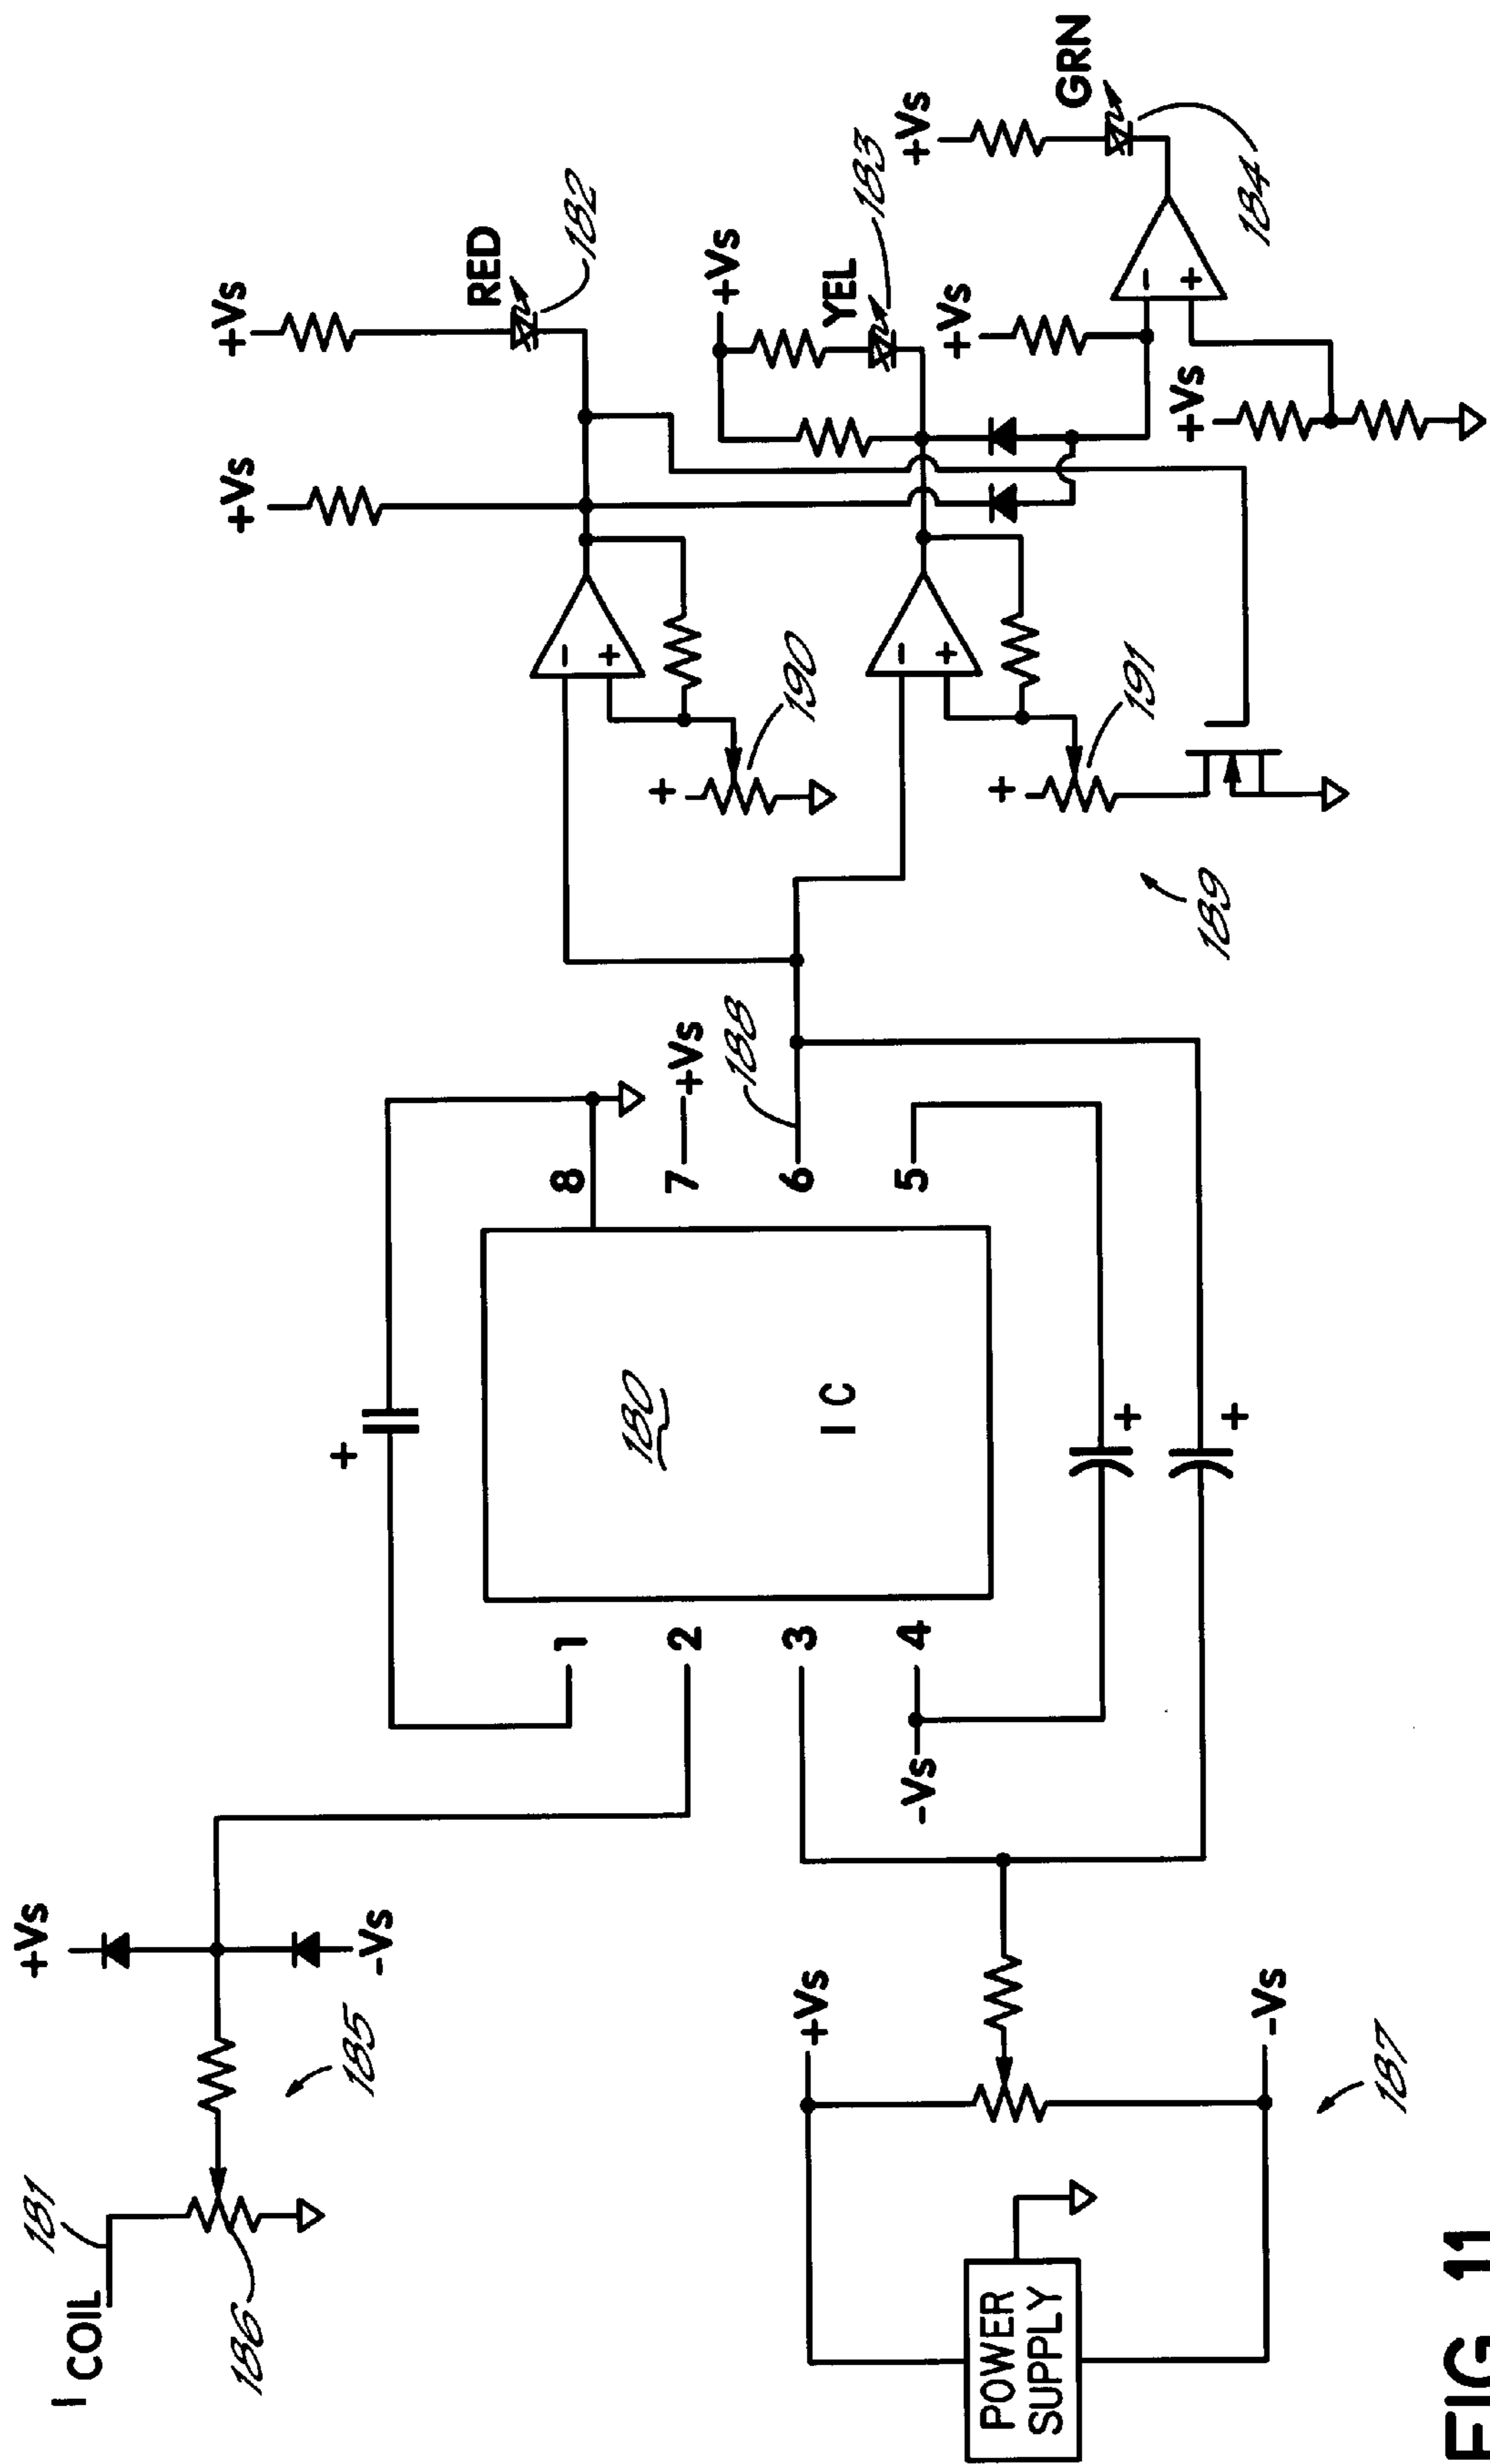 I COIL
181
186
185
+Vs
-Vs
POWER
SUPPLY
+Vs
-Vs
187
1
2
3
4
-Vs
+
180
I C
+
+
8
7
+Vs
6
188
5
-
+
+
190
+Vs
+Vs
RED
182
-
+
+
191
189
+Vs
YEL
183
+Vs
+Vs
-
+
+Vs
GRN
184
FIG. 11